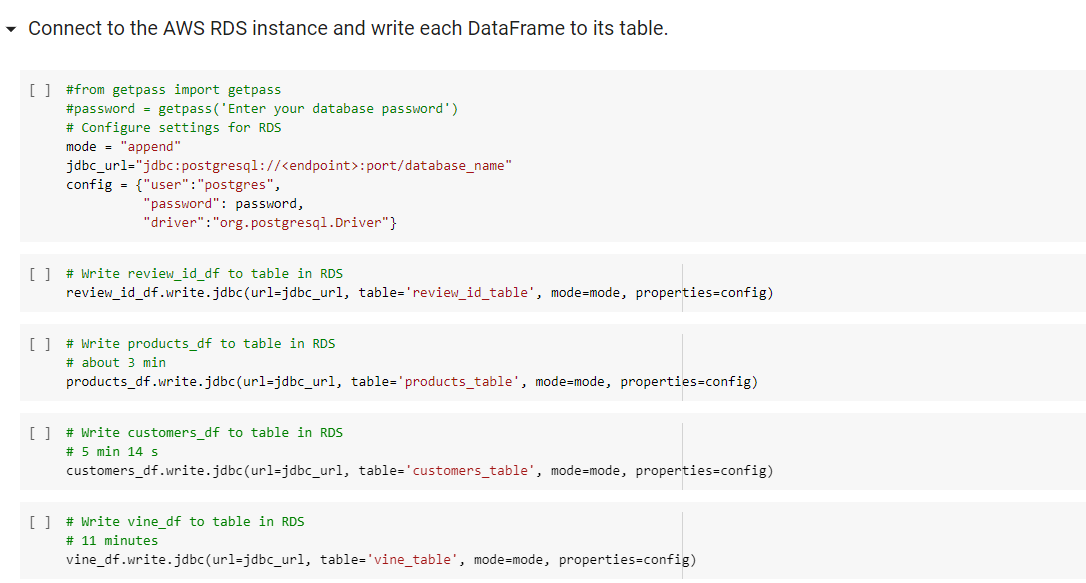 Connect to the AWS RDS instance and write each DataFrame to its table.
[ ] #from getpass import getpass
#password = getpass('Enter your database password')
# Configure settings for RDS
mode = "append"
jdbc_url="jdbc:postgresql://<endpoint>:port/database_name"
config = {"user":"postgres",
          "password": password,
          "driver":"org.postgresql.Driver"}
[ ] # Write review_id_df to table in RDS
review_id_df.write.jdbc(url=jdbc_url, table='review_id_table', mode=mode, properties=config)
[ ] # Write products_df to table in RDS
# about 3 min
products_df.write.jdbc(url=jdbc_url, table='products_table', mode=mode, properties=config)
[ ] # Write customers_df to table in RDS
# 5 min 14 s
customers_df.write.jdbc(url=jdbc_url, table='customers_table', mode=mode, properties=config)
[ ] # Write vine_df to table in RDS
# 11 minutes
vine_df.write.jdbc(url=jdbc_url, table='vine_table', mode=mode, properties=config)